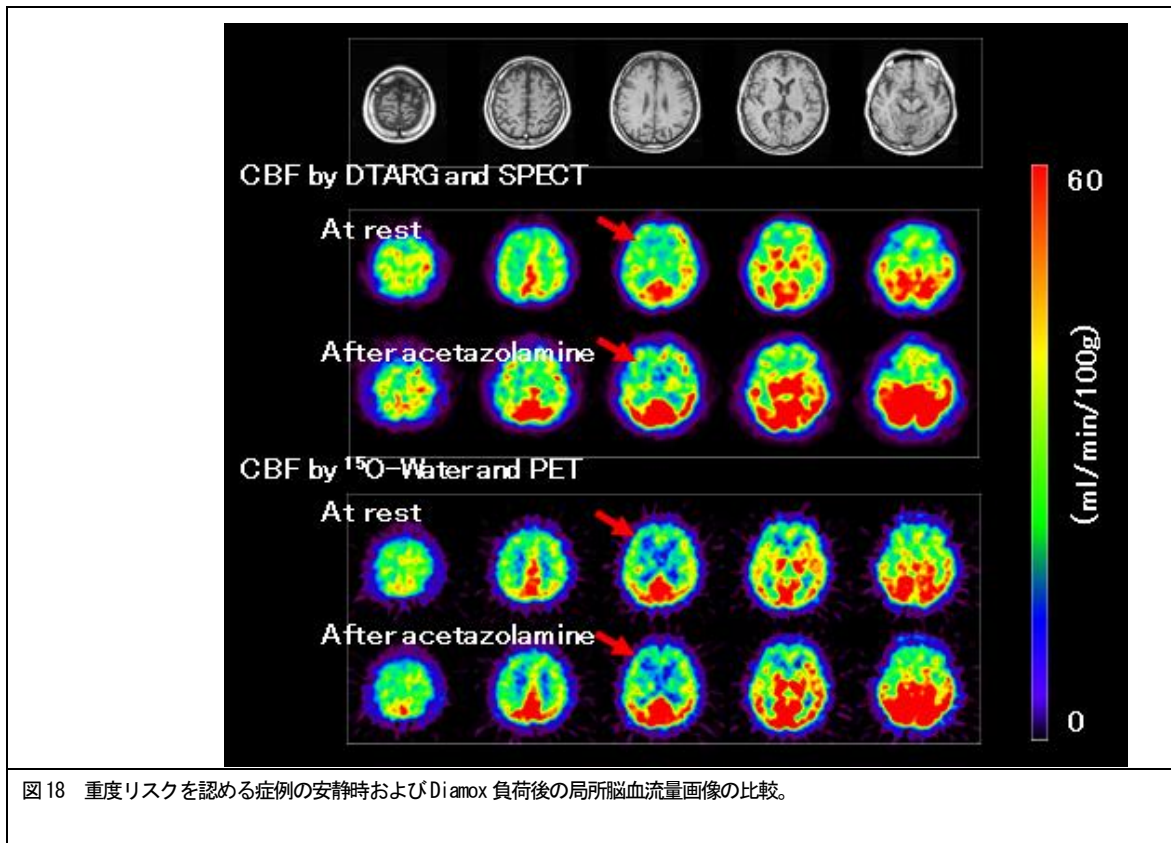 CBF by DTARG and SPECT
At rest
After acetazolamine
CBF by ¹⁵O-Water and PET
At rest
After acetazolamine
60
(ml/min/100g)
0
図18 重度リスクを認める症例の安静時およびDiamox 負荷後の局所脳血流量画像の比較。